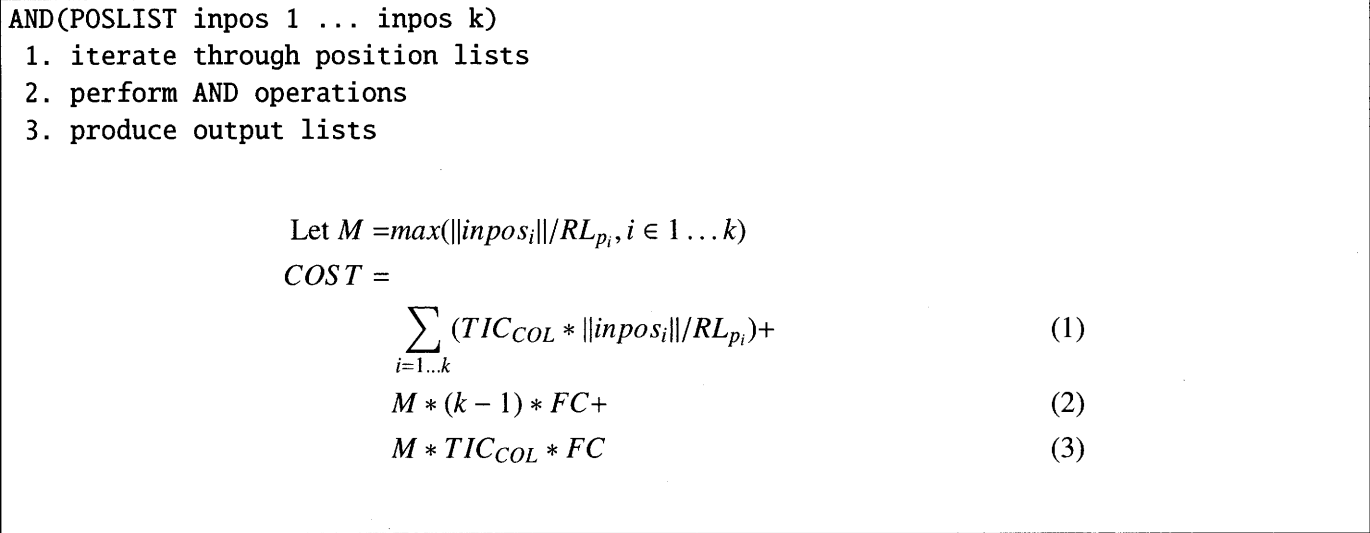 AND(POSLIST inpos 1 ... inpos k)
1. iterate through position lists
2. perform AND operations
3. produce output lists
Let M =max(||inpos_i||/RL_{p_i}, i ∈ 1 ... k)
COST =
∑_{i=1...k} (TIC_{COL} * ||inpos_i||/RL_{p_i})+ (1)
M * (k − 1) * FC+ (2)
M * TIC_{COL} * FC (3)